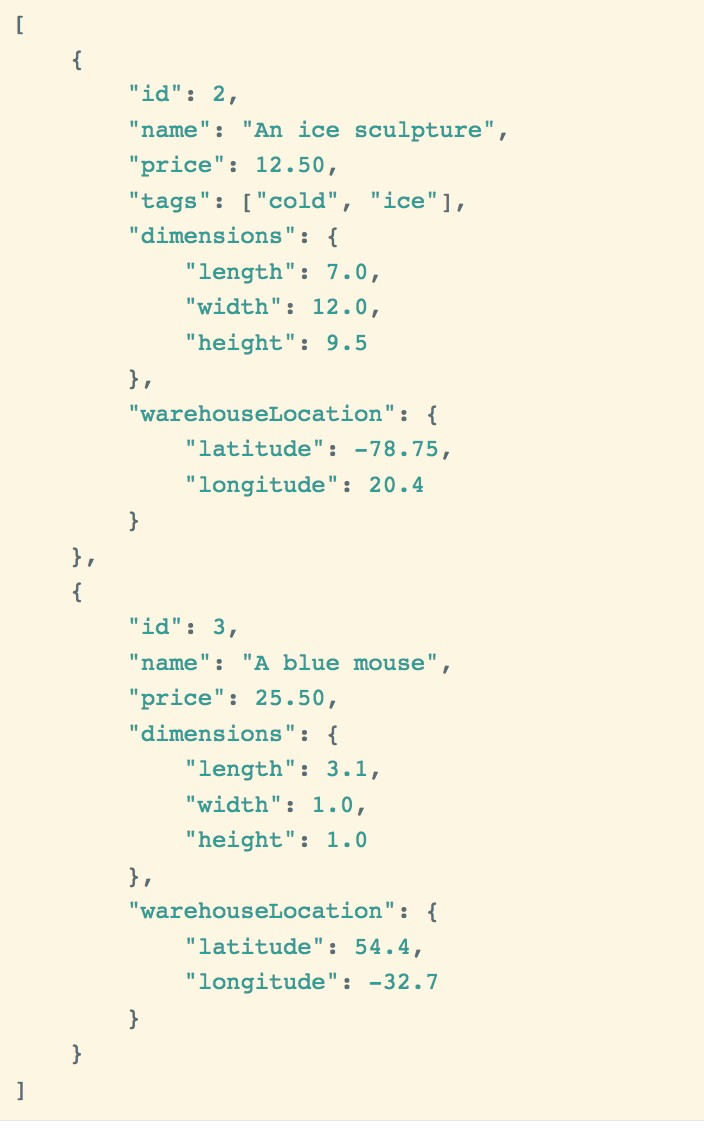 [
     {
          "id": 2,
          "name": "An ice sculpture",
          "price": 12.50,
          "tags": ["cold", "ice"],
          "dimensions": {
              "length": 7.0,
              "width": 12.0,
              "height": 9.5
          },
          "warehouseLocation": {
              "latitude": -78.75,
              "longitude": 20.4
          }
     },
     {
          "id": 3,
          "name": "A blue mouse",
          "price": 25.50,
          "dimensions": {
              "length": 3.1,
              "width": 1.0,
              "height": 1.0
          },
          "warehouseLocation": {
              "latitude": 54.4,
              "longitude": -32.7
          }
     }
]